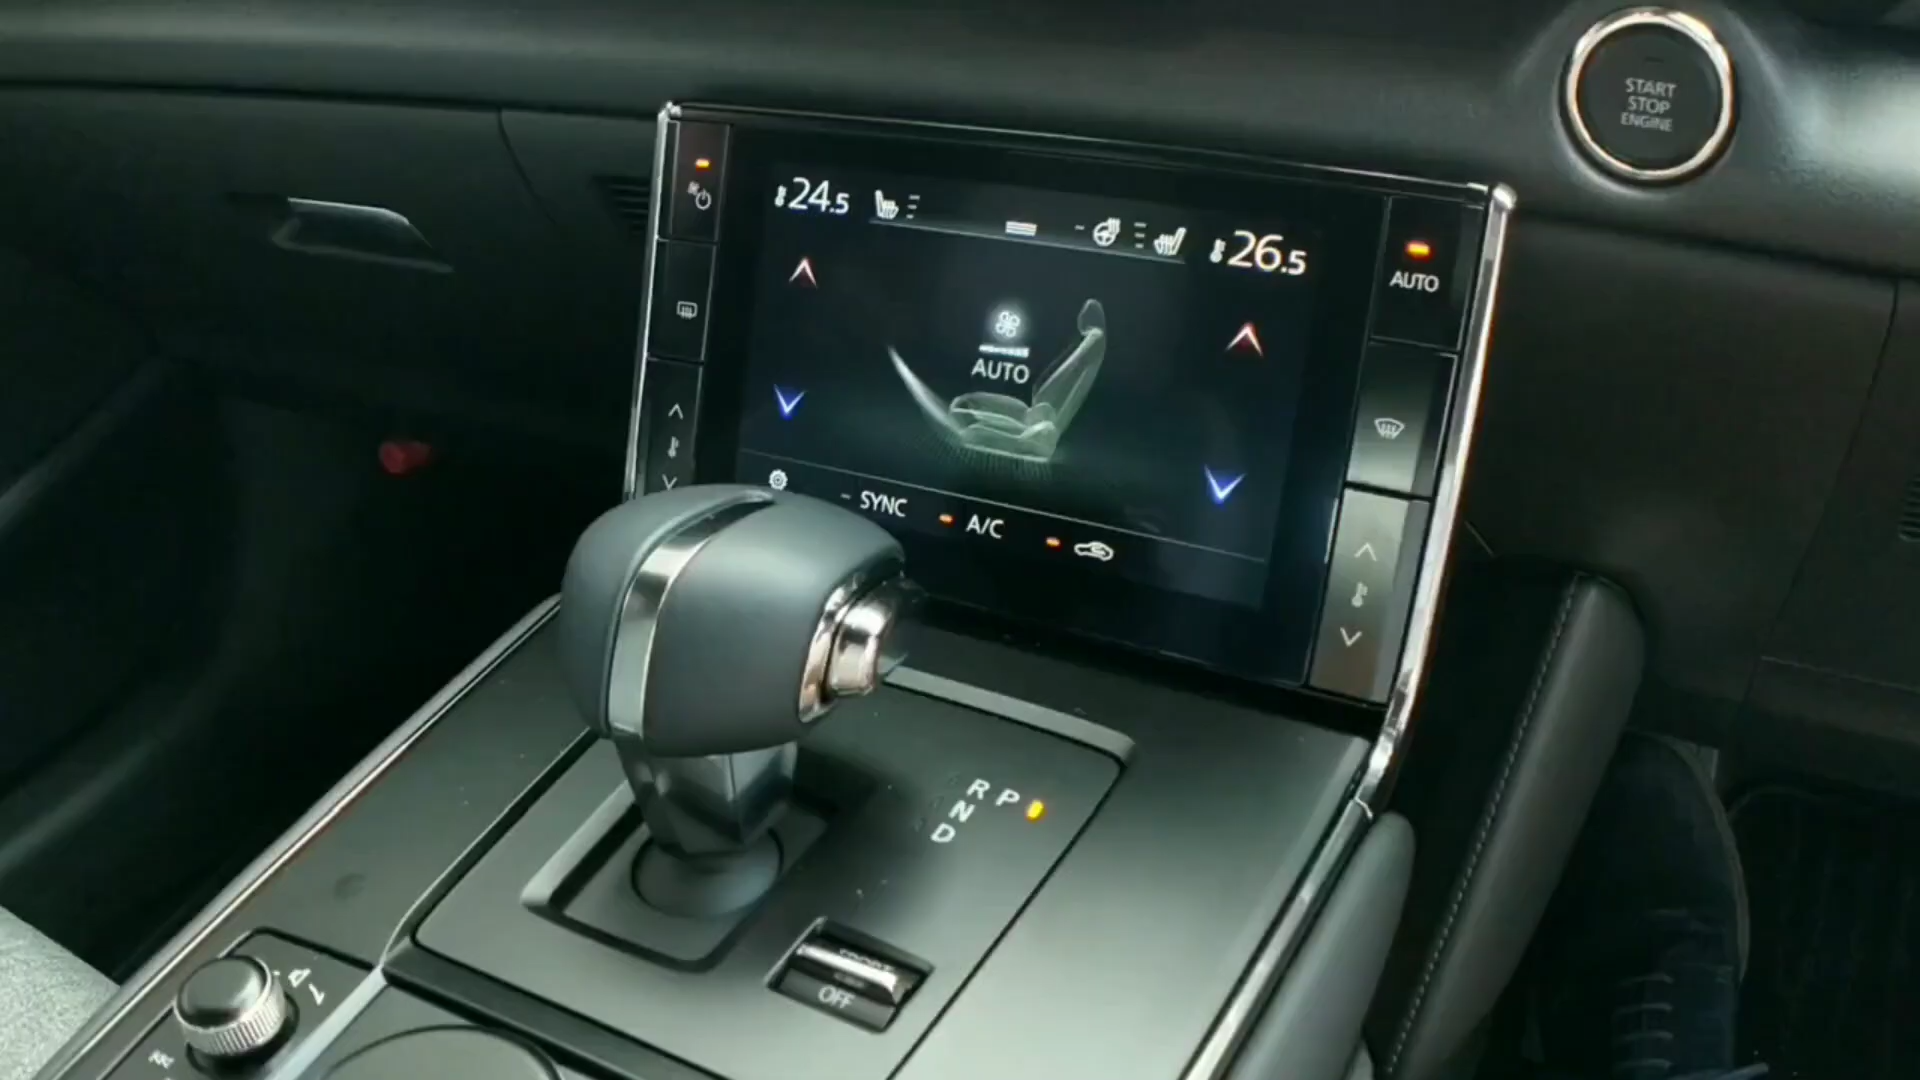 START
STOP
ENGINE
24.5
26.5
AUTO
AUTO
SYNC
A/C
R P
N
D
OFF